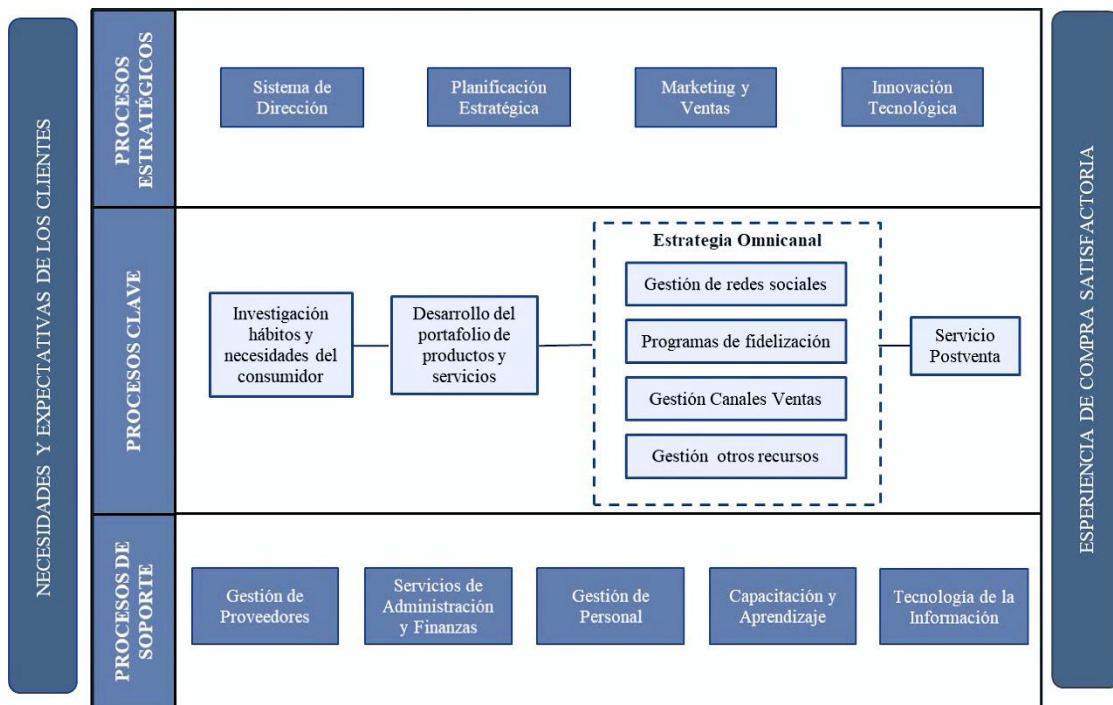 NECESIDADES Y EXPECTATIVAS DE LOS CLIENTES
PROCESOS
ESTRATÉGICOS
Sistema de
Dirección
Planificación
Estratégica
Marketing y
Ventas
Innovación
Tecnológica
PROCESOS CLAVE
Investigación
hábitos y
necesidades del
consumidor
Desarrollo del
portafolio de
productos y
servicios
Estrategia Omnicanal
Gestión de redes sociales
Programas de fidelización
Gestión Canales Ventas
Gestión otros recursos
Servicio
Postventa
PROCESOS DE
SOPORTE
Gestión de
Proveedores
Servicios de
Administración
y Finanzas
Gestión de
Personal
Capacitación y
Aprendizaje
Tecnología de la
Información
ESPERIENCIA DE COMPRA SATISFACTORIA